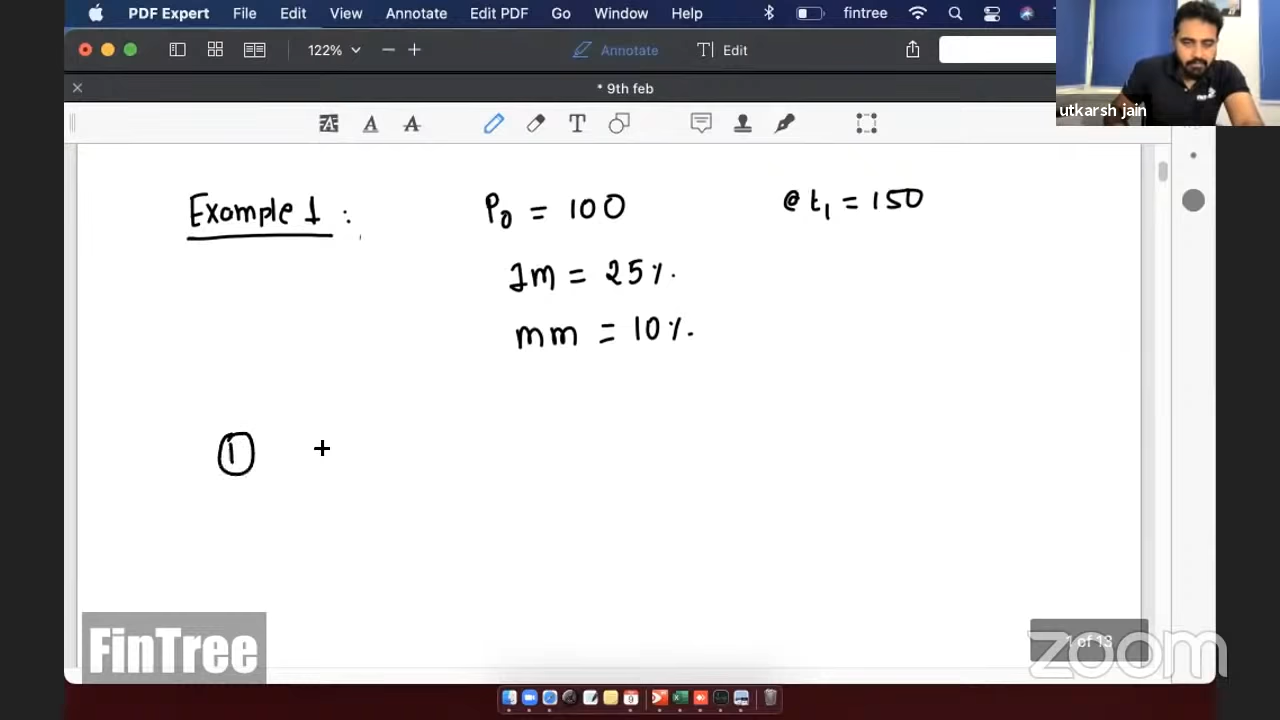 PDF Expert File Edit View Annotate Edit PDF Go Window Help fintree
122% Annotate T| Edit
* 9th feb
utkarsh jain
Example 1 : P0 = 100 @ t1 = 150
IM = 25%.
mm = 10%.
①
FinTree
1 of 13
zoom